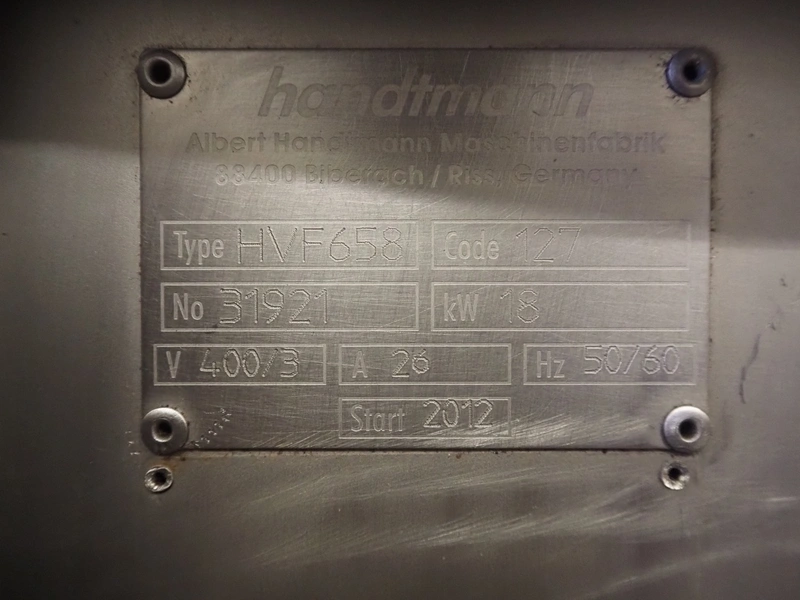 handtmann
Albert Handtmann Maschinenfabrik
88400 Biberach / Riss, Germany
Type HVF658 Code 127
No 31921 kW 18
V 400/3 A 26 Hz 50/60
Start 2012